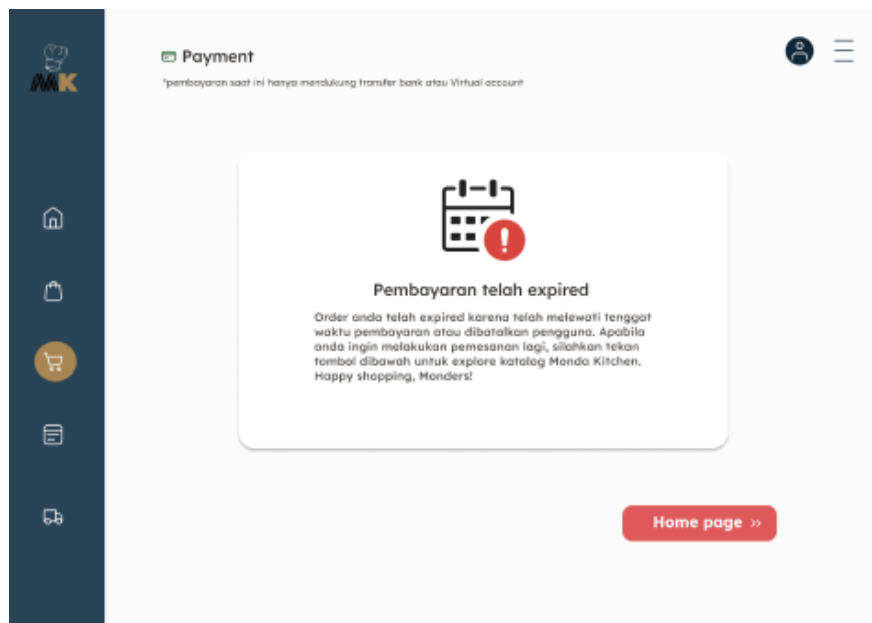 MK
Payment
*pembayaran saat ini hanya mendukung transfer bank atau Virtual account
Pembayaran telah expired
Order anda telah expired karena telah melewati tenggat
waktu pembayaran atau dibatalkan pengguna. Apabila
anda ingin melakukan pemesanan lagi, silahkan tekan
tombol dibawah untuk explore katalog Monda Kitchen.
Happy shopping, Monders!
Home page »